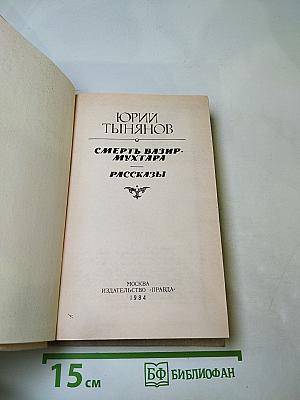 ЮРИЙ
ТЫНЯНОВ
СМЕРТЬ ВАЗИР-
МУХТАРА
РАССКАЗЫ
МОСКВА
ИЗДАТЕЛЬСТВО «ПРАВДА»
1984
15 см
БФ БИБЛИОФАН